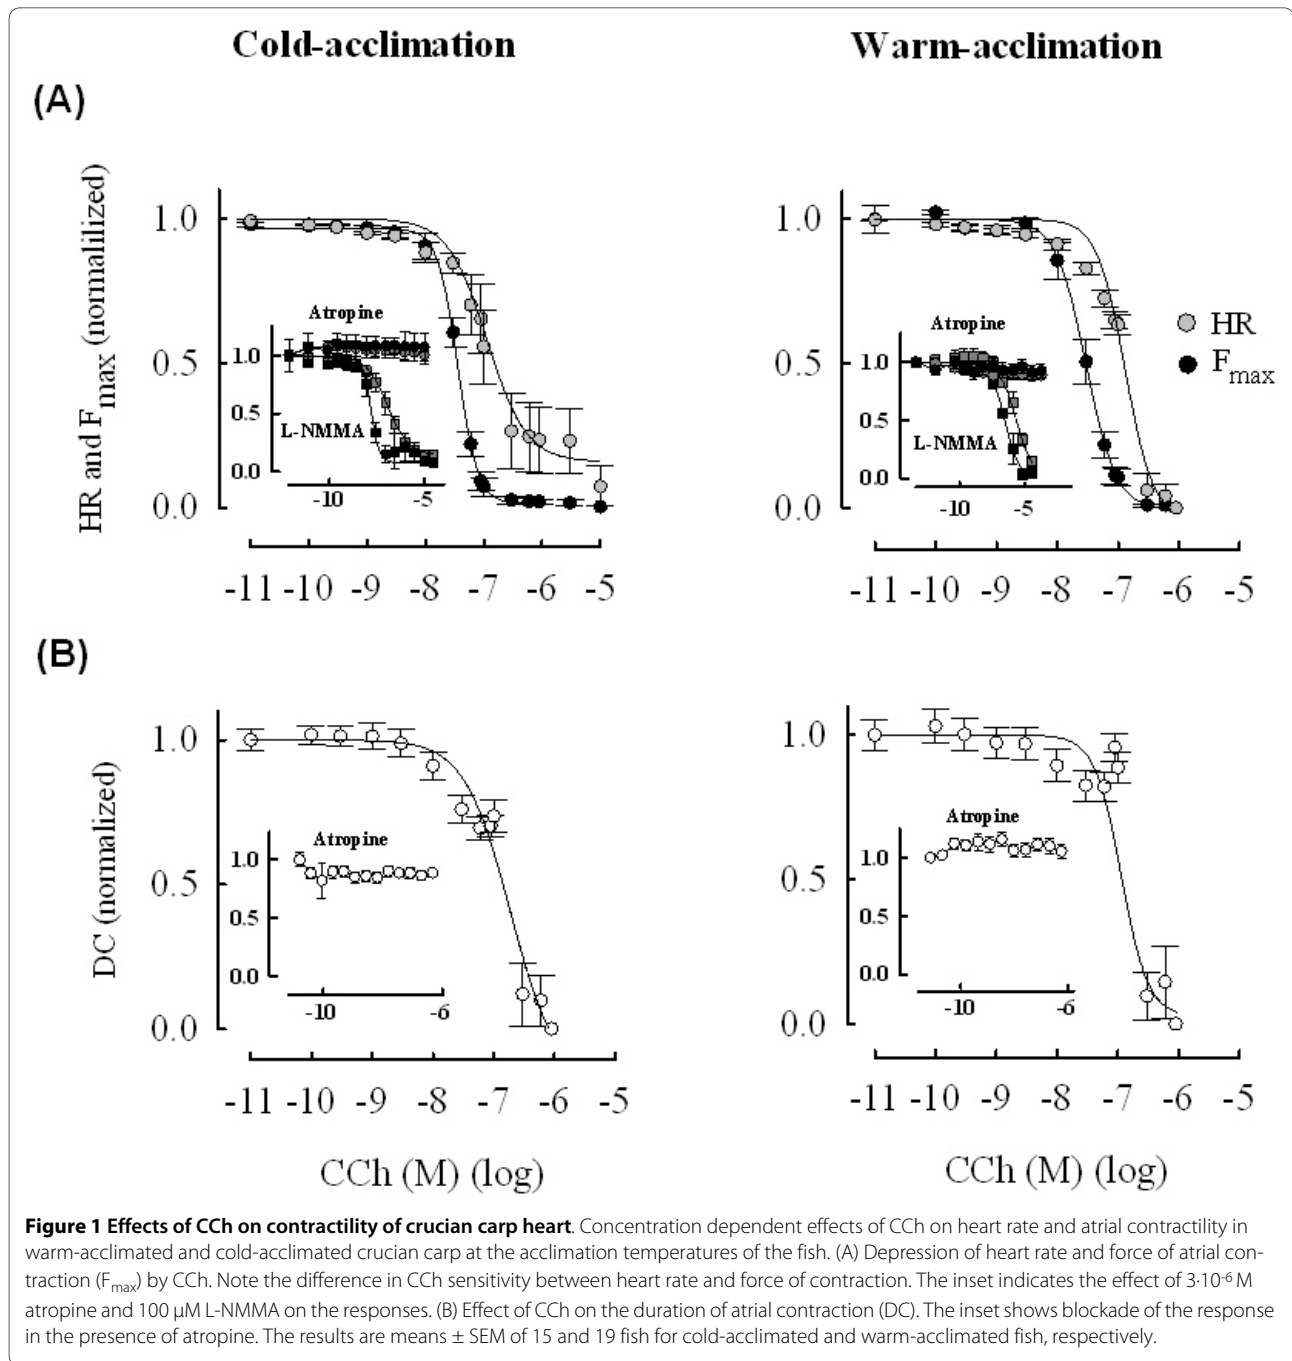 Cold-acclimation
Warm-acclimation
(A)
HR and Fmax (normalilized)
1.0
0.5
0.0
Atropine
1.0
0.5
L-NMMA
0.0
-10
-5
-11 -10 -9 -8 -7 -6 -5
1.0
0.5
0.0
Atropine
1.0
0.5
L-NMMA
0.0
-10
-5
HR
Fmax
-11 -10 -9 -8 -7 -6 -5
(B)
DC (normalized)
1.0
0.5
0.0
Atropine
1.0
0.5
0.0
-10
-6
-11 -10 -9 -8 -7 -6 -5
CCh (M) (log)
1.0
0.5
0.0
Atropine
1.0
0.5
0.0
-10
-6
-11 -10 -9 -8 -7 -6 -5
CCh (M) (log)
Figure 1 Effects of CCh on contractility of crucian carp heart. Concentration dependent effects of CCh on heart rate and atrial contractility in
warm-acclimated and cold-acclimated crucian carp at the acclimation temperatures of the fish. (A) Depression of heart rate and force of atrial con-
traction (Fmax) by CCh. Note the difference in CCh sensitivity between heart rate and force of contraction. The inset indicates the effect of 3·10⁻⁶ M
atropine and 100 μM L-NMMA on the responses. (B) Effect of CCh on the duration of atrial contraction (DC). The inset shows blockade of the response
in the presence of atropine. The results are means ± SEM of 15 and 19 fish for cold-acclimated and warm-acclimated fish, respectively.